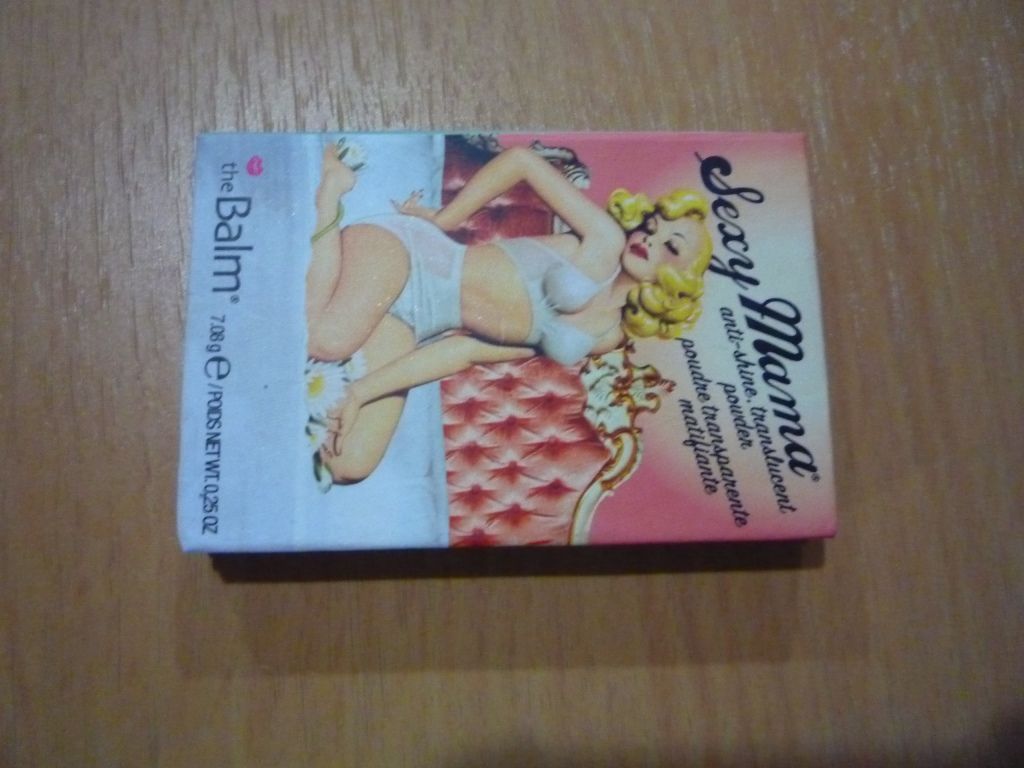 Sexy Mama®
anti-shine, translucent
powder
poudre transparente
matifiante
the Balm® 7.08 g e / POIDS NET WT. 0.25 OZ